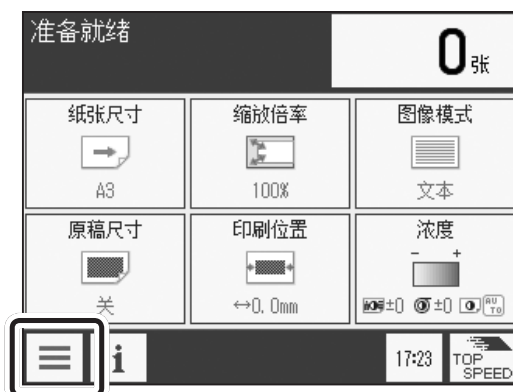 准备就绪
0张
纸张尺寸
缩放倍率
图像模式
A3
100%
文本
原稿尺寸
印刷位置
浓度
- +
关
↔0.0mm
±0 ±0 AUTO
i
17:23
TOP SPEED